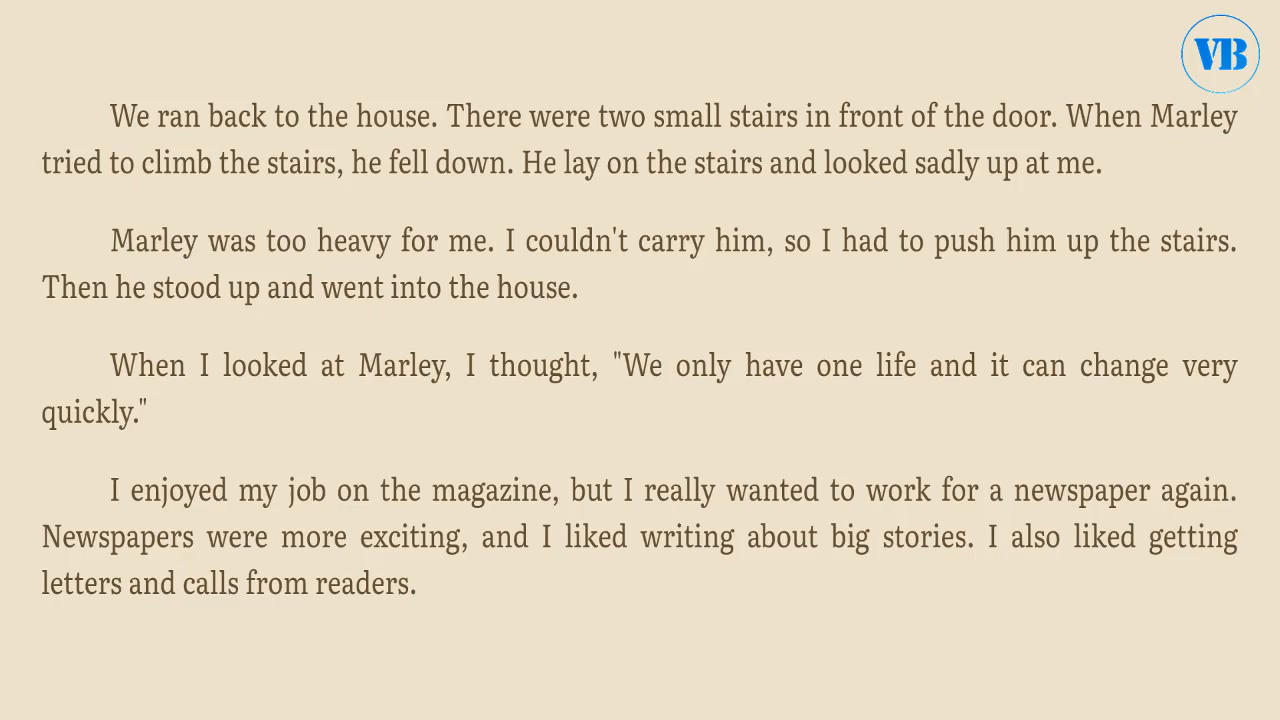 VB
We ran back to the house. There were two small stairs in front of the door. When Marley
tried to climb the stairs, he fell down. He lay on the stairs and looked sadly up at me.
Marley was too heavy for me. I couldn't carry him, so I had to push him up the stairs.
Then he stood up and went into the house.
When I looked at Marley, I thought, "We only have one life and it can change very
quickly."
I enjoyed my job on the magazine, but I really wanted to work for a newspaper again.
Newspapers were more exciting, and I liked writing about big stories. I also liked getting
letters and calls from readers.